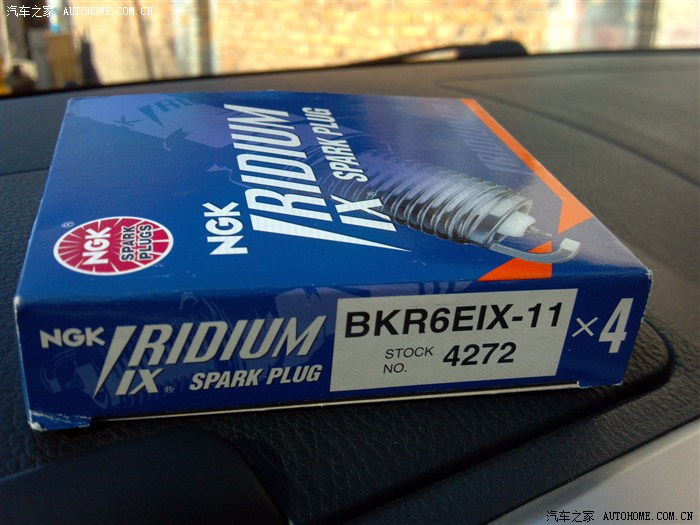 汽车之家 AUTOHOME.COM.CN
NGK
IRIDIUM
IX SPARK PLUG
IRIDIUM
NGK
SPARK
PLUGS
®
NGK
IRIDIUM
IX® SPARK PLUG
BKR6EIX-11
STOCK
NO. 4272
×4
汽车之家 AUTOHOME.COM.CN